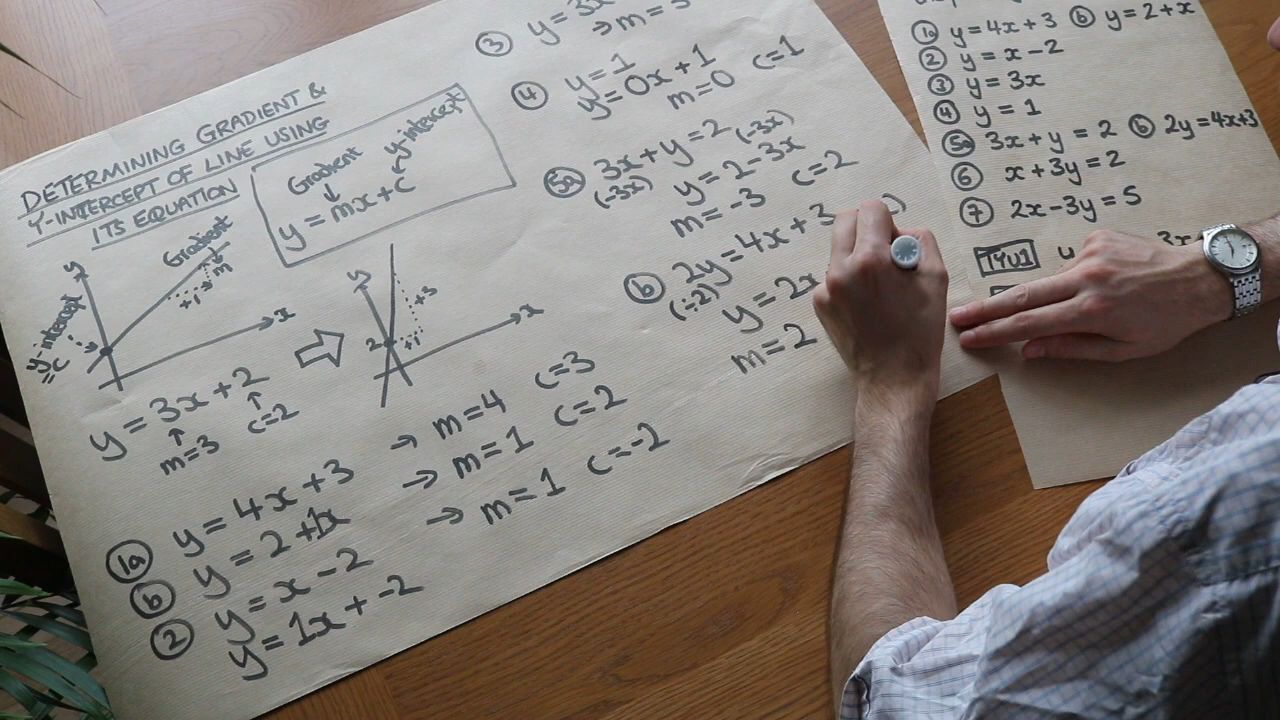 DETERMINING GRADIENT &
Y-INTERCEPT OF LINE USING
ITS EQUATION
Gradient
y-intercept
y = mx + c
y
Gradient
= m
+1
y-intercept
= c
x
y
+3
2
+1
x
y = 3x + 2
m = 3
c = 2
1a y = 4x + 3 → m = 4 c = 3
b y = 2 + 1x → m = 1 c = 2
2 y = x - 2 → m = 1 c = -2
y = 1x + -2
3 y = 3x
→ m = 3
4 y = 1
y = 0x + 1
m = 0 c = 1
5a 3x + y = 2 (-3x)
(-3x) y = 2 - 3x
m = -3 c = 2
b 2y = 4x + 3
(÷2) y = 2x
m = 2
1a y = 4x + 3 b y = 2 + x
2 y = x - 2
3 y = 3x
4 y = 1
5a 3x + y = 2 b 2y = 4x + 3
6 x + 3y = 2
7 2x - 3y = 5
TYU1 3x